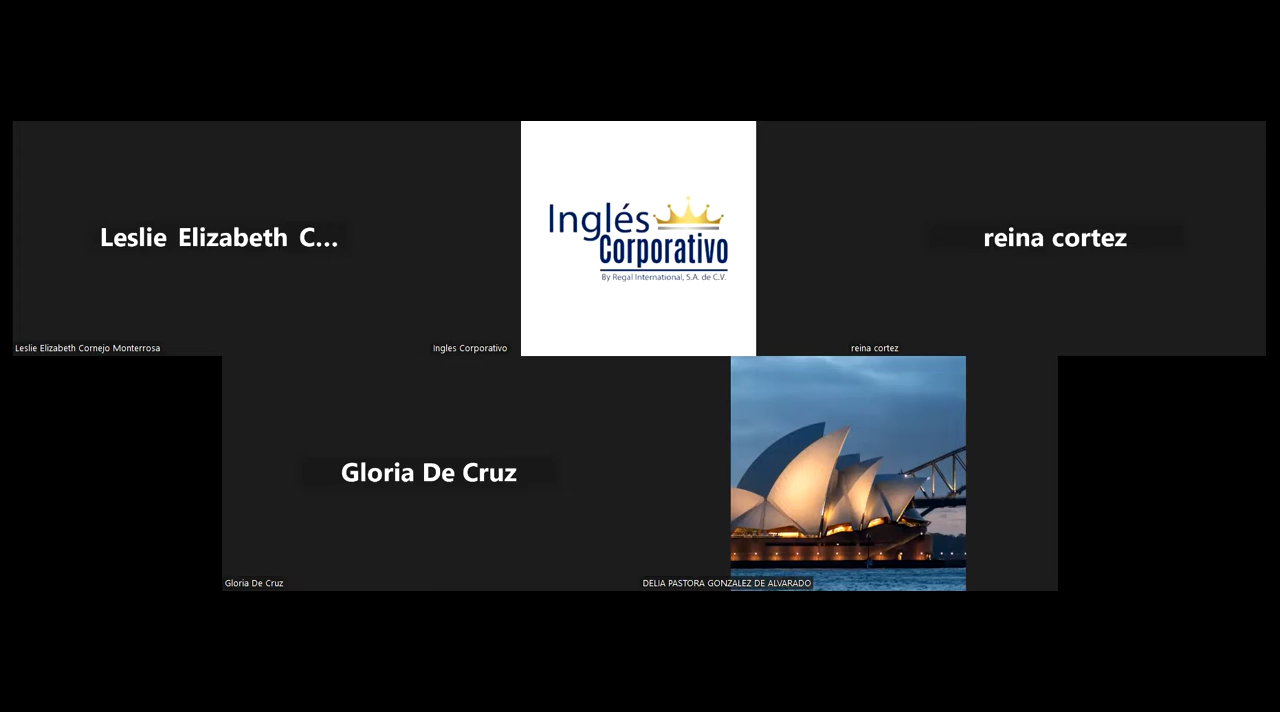 Leslie Elizabeth C...
Leslie Elizabeth Cornejo Monterrosa
Inglés
Corporativo
By Regal International, S.A. de C.V.
Ingles Corporativo
reina cortez
reina cortez
Gloria De Cruz
Gloria De Cruz
DELIA PASTORA GONZALEZ DE ALVARADO